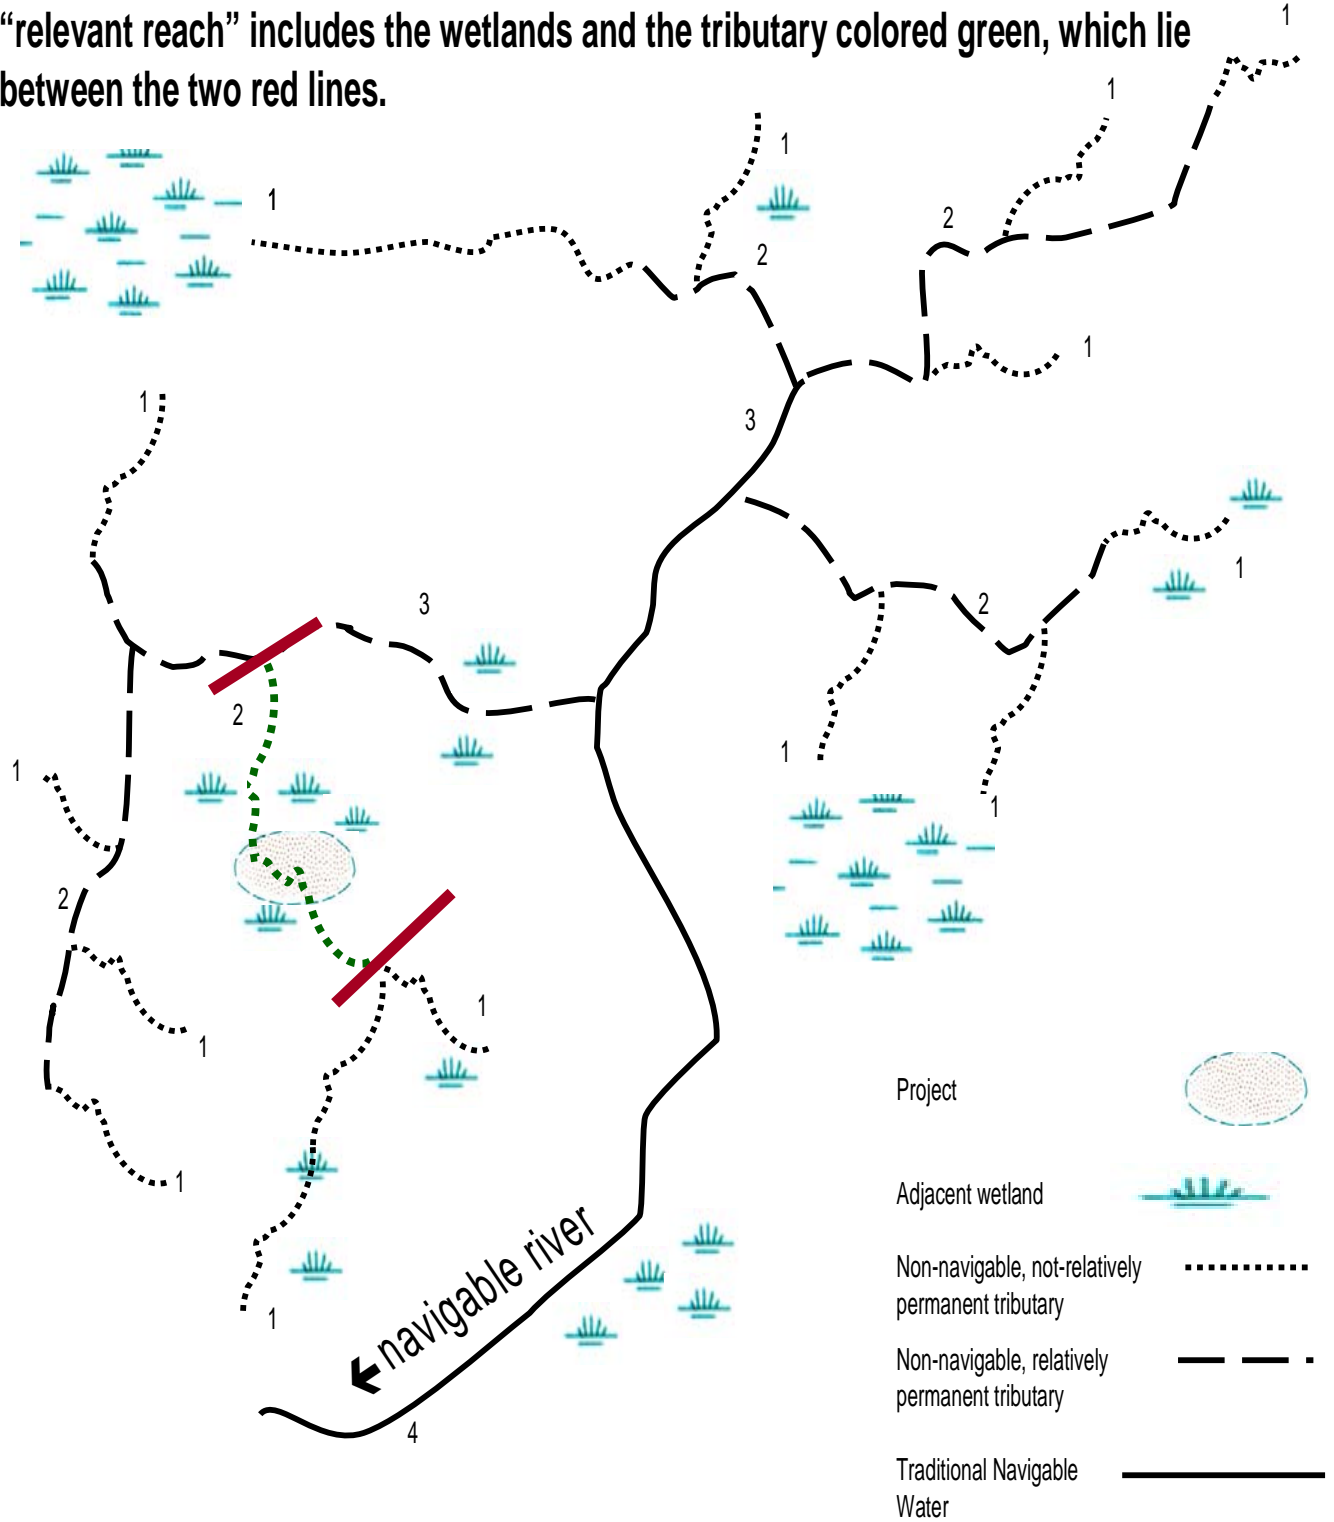 “relevant reach” includes the wetlands and the tributary colored green, which lie
between the two red lines.
1
1
1
1
2
2
1
1
3
1
3
2
2
1
1
1
2
1
1
1
1
1
navigable river
4
Project
Adjacent wetland
Non-navigable, not-relatively
permanent tributary
Non-navigable, relatively
permanent tributary
Traditional Navigable
Water